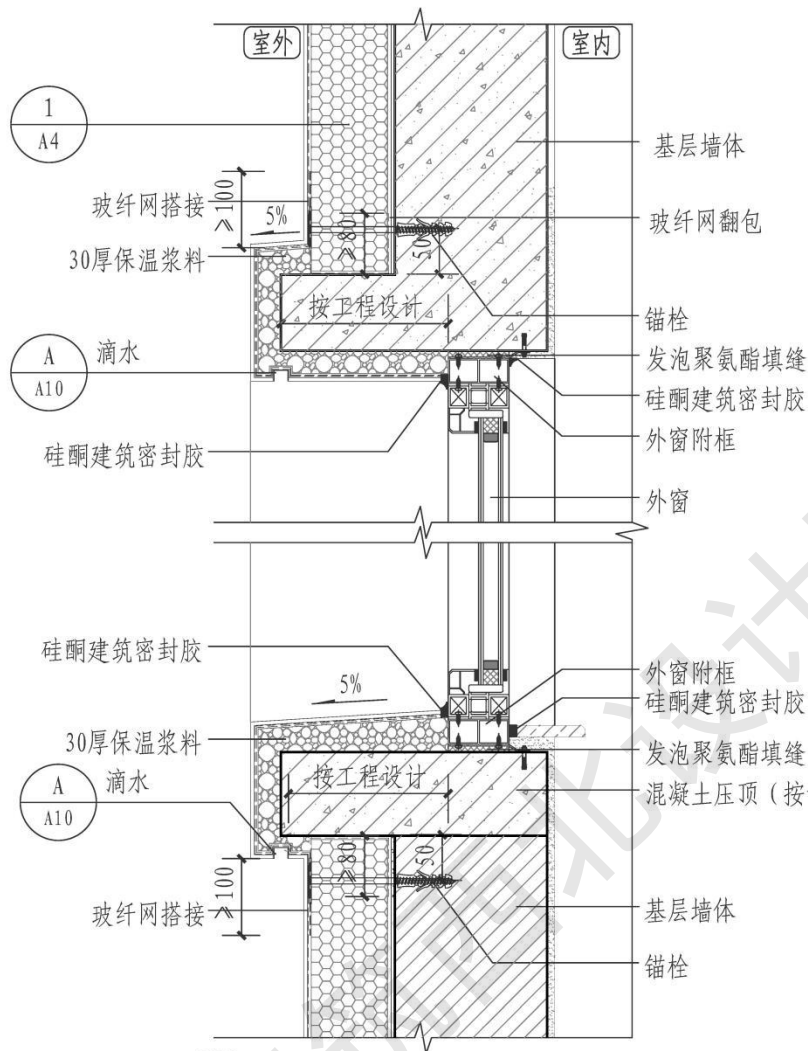 室外
室内
1
A4
基层墙体
玻纤网搭接
≥100
5%
≥80
玻纤网翻包
30厚保温浆料
50
按工程设计
锚栓
A
A10
滴水
发泡聚氨酯填缝
硅酮建筑密封胶
硅酮建筑密封胶
外窗附框
外窗
硅酮建筑密封胶
5%
外窗附框
硅酮建筑密封胶
30厚保温浆料
发泡聚氨酯填缝
A
A10
滴水
按工程设计
混凝土压顶（按
≥80
50
≥100
玻纤网搭接
基层墙体
锚栓
西北设计